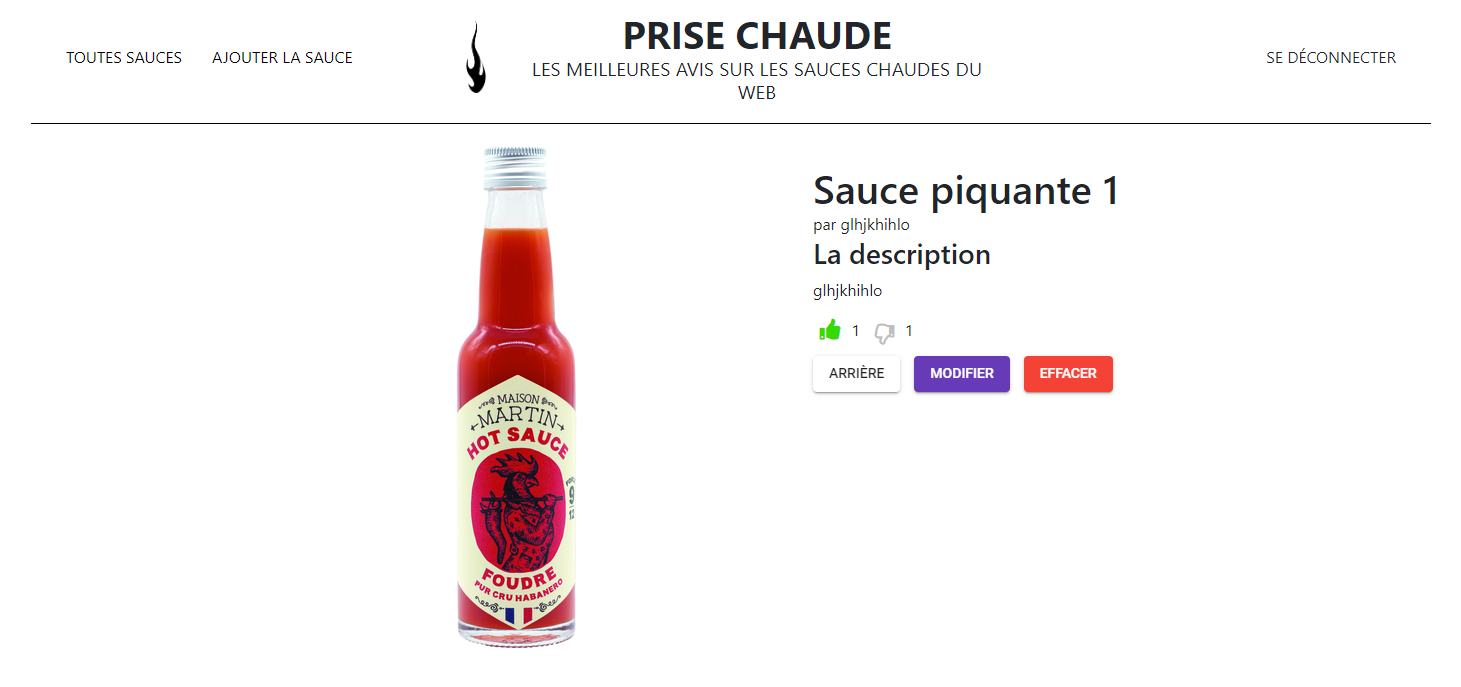 TOUTES SAUCES
AJOUTER LA SAUCE
PRISE CHAUDE
LES MEILLEURES AVIS SUR LES SAUCES CHAUDES DU
WEB
SE DÉCONNECTER
MAISON
MARTIN
HOT SAUCE
FOUDRE
PUR CRU HABANERO
Sauce piquante 1
par glhjkhihlo
La description
glhjkhihlo
1
1
ARRIÈRE
MODIFIER
EFFACER